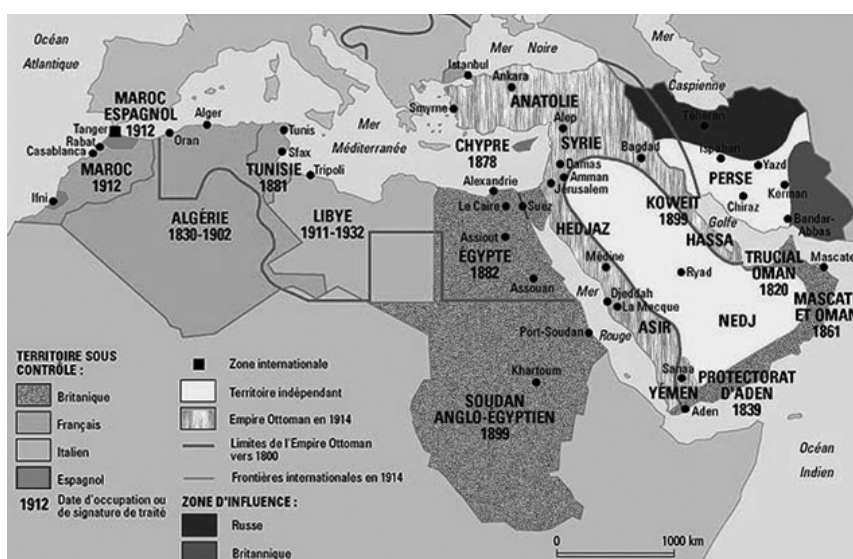 Océan
Atlantique
Mer Noire
Mer
Caspienne
Istanbul
Ankara
MAROC
ESPAGNOL
1912
Alger
Smyrne
ANATOLIE
Téhéran
Tanger
Oran
Tunis
Mer
Méditerranée
Alep
Rabat
Casablanca
Sfax
CHYPRE
1878
SYRIE
Bagdad
Ispahan
Yazd
MAROC
1912
TUNISIE
1881
Tripoli
Damas
Amman
Jérusalem
PERSE
Kerman
Ifni
Alexandrie
KOWEIT
1899
Chiraz
Le Caire
Suez
Golfe
Bandar-
Abbas
ALGÉRIE
1830-1902
LIBYE
1911-1932
HEDJAZ
HASSA
Assiout
ÉGYPTE
1882
Médine
TRUCIAL
OMAN
1820
Mascate
Assouan
Ryad
Mer
Rouge
Djeddah
La Mecque
MASCATE
ET OMAN
1861
Port-Soudan
ASIR
NEDJ
Khartoum
Sanaa
SOUDAN
ANGLO-ÉGYPTIEN
1899
YÉMEN
PROTECTORAT
D'ADEN
1839
Aden
Océan
Indien
TERRITOIRE SOUS
CONTRÔLE :
Britanique
Français
Italien
Espagnol
1912 Date d'occupation ou
de signature de traité
Zone internationale
Territoire indépendant
Empire Ottoman en 1914
Limites de l'Empire Ottoman
vers 1800
Frontières internationales en 1914
ZONE D'INFLUENCE :
Russe
Britannique
0 1000 km